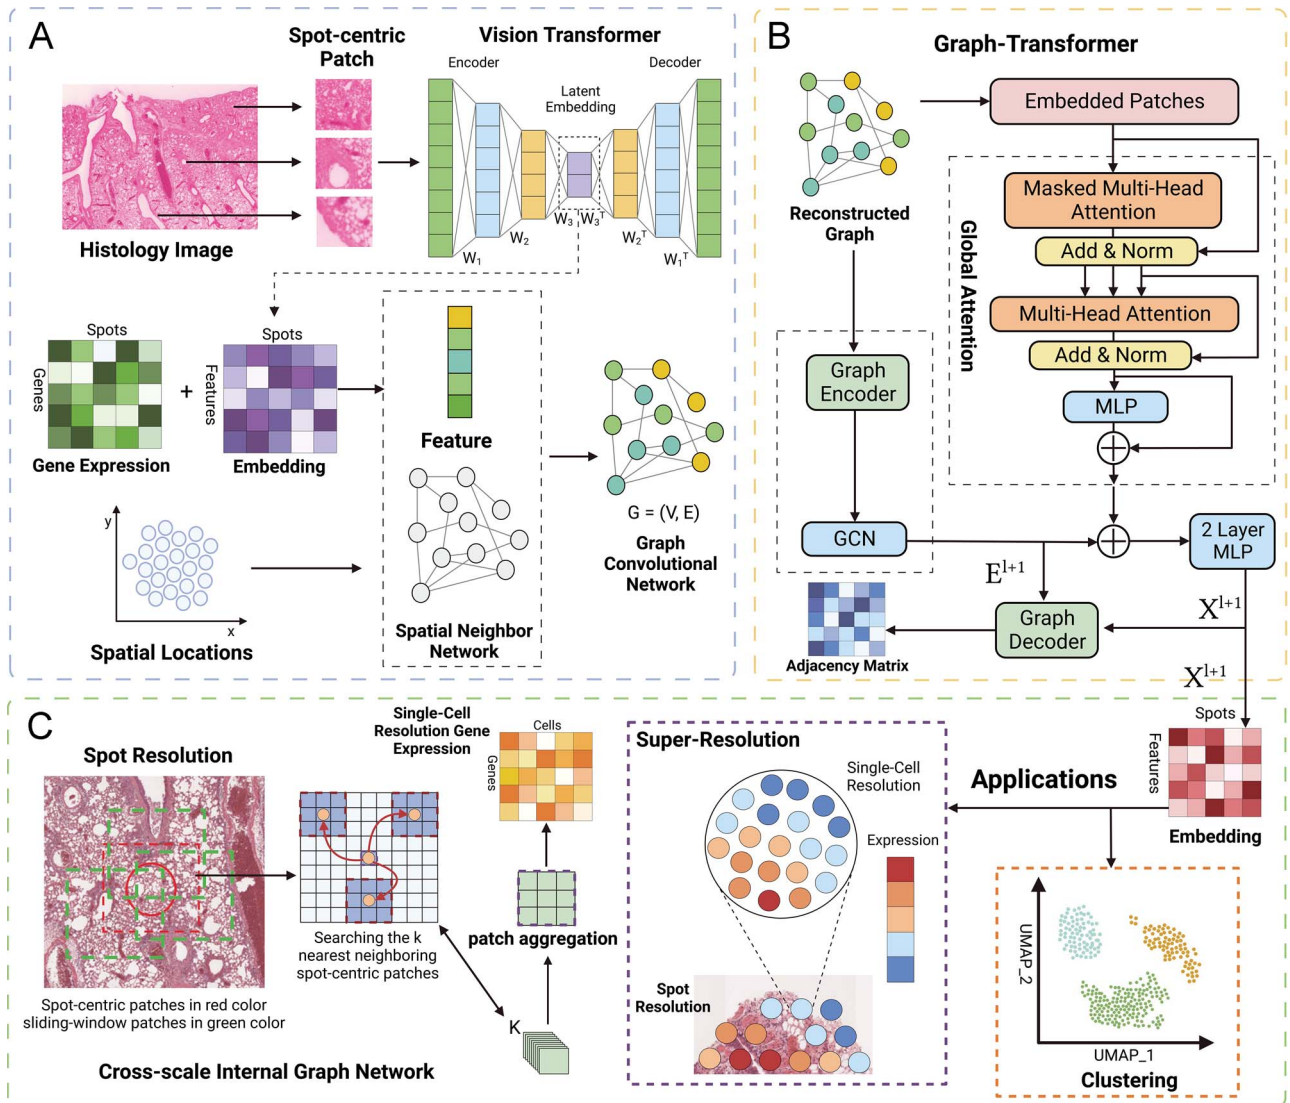 A
Spot-centric
Patch
Vision Transformer
Encoder
Decoder
Latent
Embedding
W₁
W₂
W₃
W₃ᵀ
W₂ᵀ
W₁ᵀ
Histology Image
Spots
Genes
Gene Expression
+
Spots
Features
Embedding
Feature
Spatial Neighbor
Network
y
x
Spatial Locations
G = (V, E)
Graph
Convolutional
Network
B
Graph-Transformer
Reconstructed
Graph
Embedded Patches
Global Attention
Masked Multi-Head
Attention
Add & Norm
Multi-Head Attention
Add & Norm
MLP
Graph
Encoder
GCN
2 Layer
MLP
Eˡ⁺¹
Xˡ⁺¹
Graph
Decoder
Adjacency Matrix
Xˡ⁺¹
C
Spot Resolution
Spot-centric patches in red color
sliding-window patches in green color
Searching the k
nearest neighboring
spot-centric patches
Single-Cell
Resolution Gene
Expression
Cells
Genes
patch aggregation
K
Cross-scale Internal Graph Network
Super-Resolution
Single-Cell
Resolution
Expression
Spot
Resolution
Applications
Spots
Features
Embedding
UMAP_2
UMAP_1
Clustering